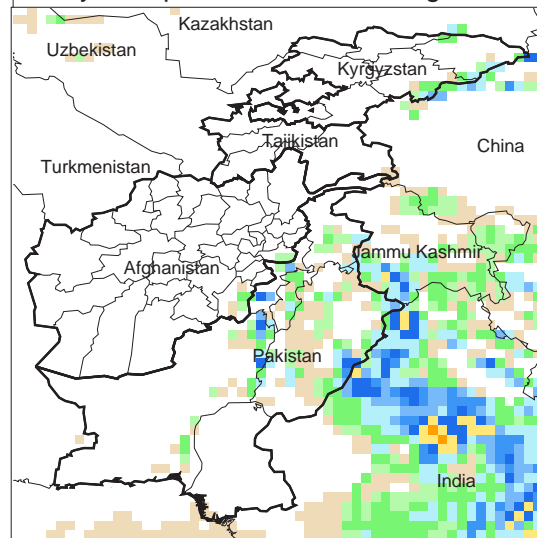 Kazakhstan
Uzbekistan
Kyrgyzstan
Tajikistan
China
Turkmenistan
Jammu Kashmir
Afghanistan
Pakistan
India